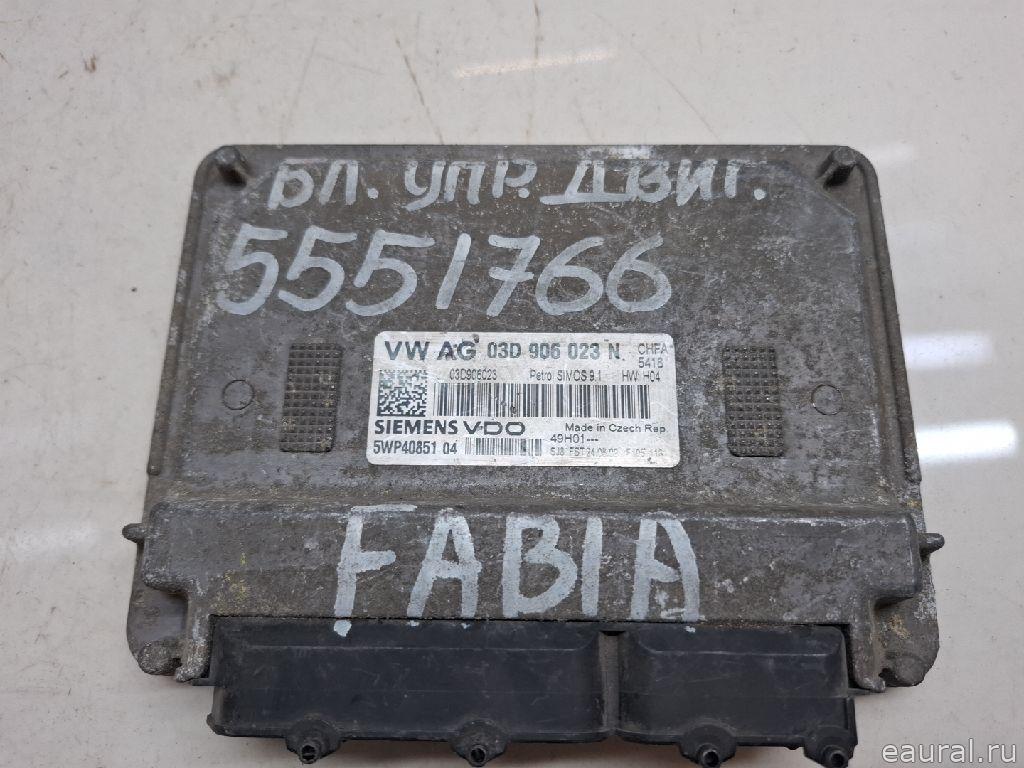 БЛ. УПР. ДВИГ.
5551766
VW AG 03D 906 023 N
CHFA
5418
03D906023 Petrol SIMOS 9.1 HW: H04
SIEMENS VDO Made in Czech Rep.
5WP40851 04 49H01---
FABIA
eaural.ru